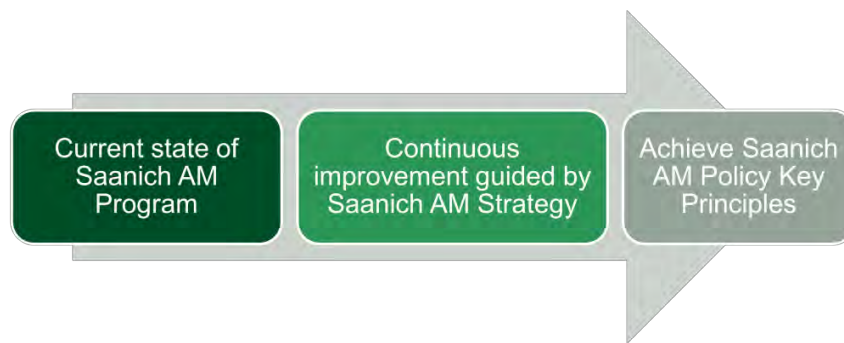 Current state of
Saanich AM
Program
Continuous
improvement guided by
Saanich AM Strategy
Achieve Saanich
AM Policy Key
Principles